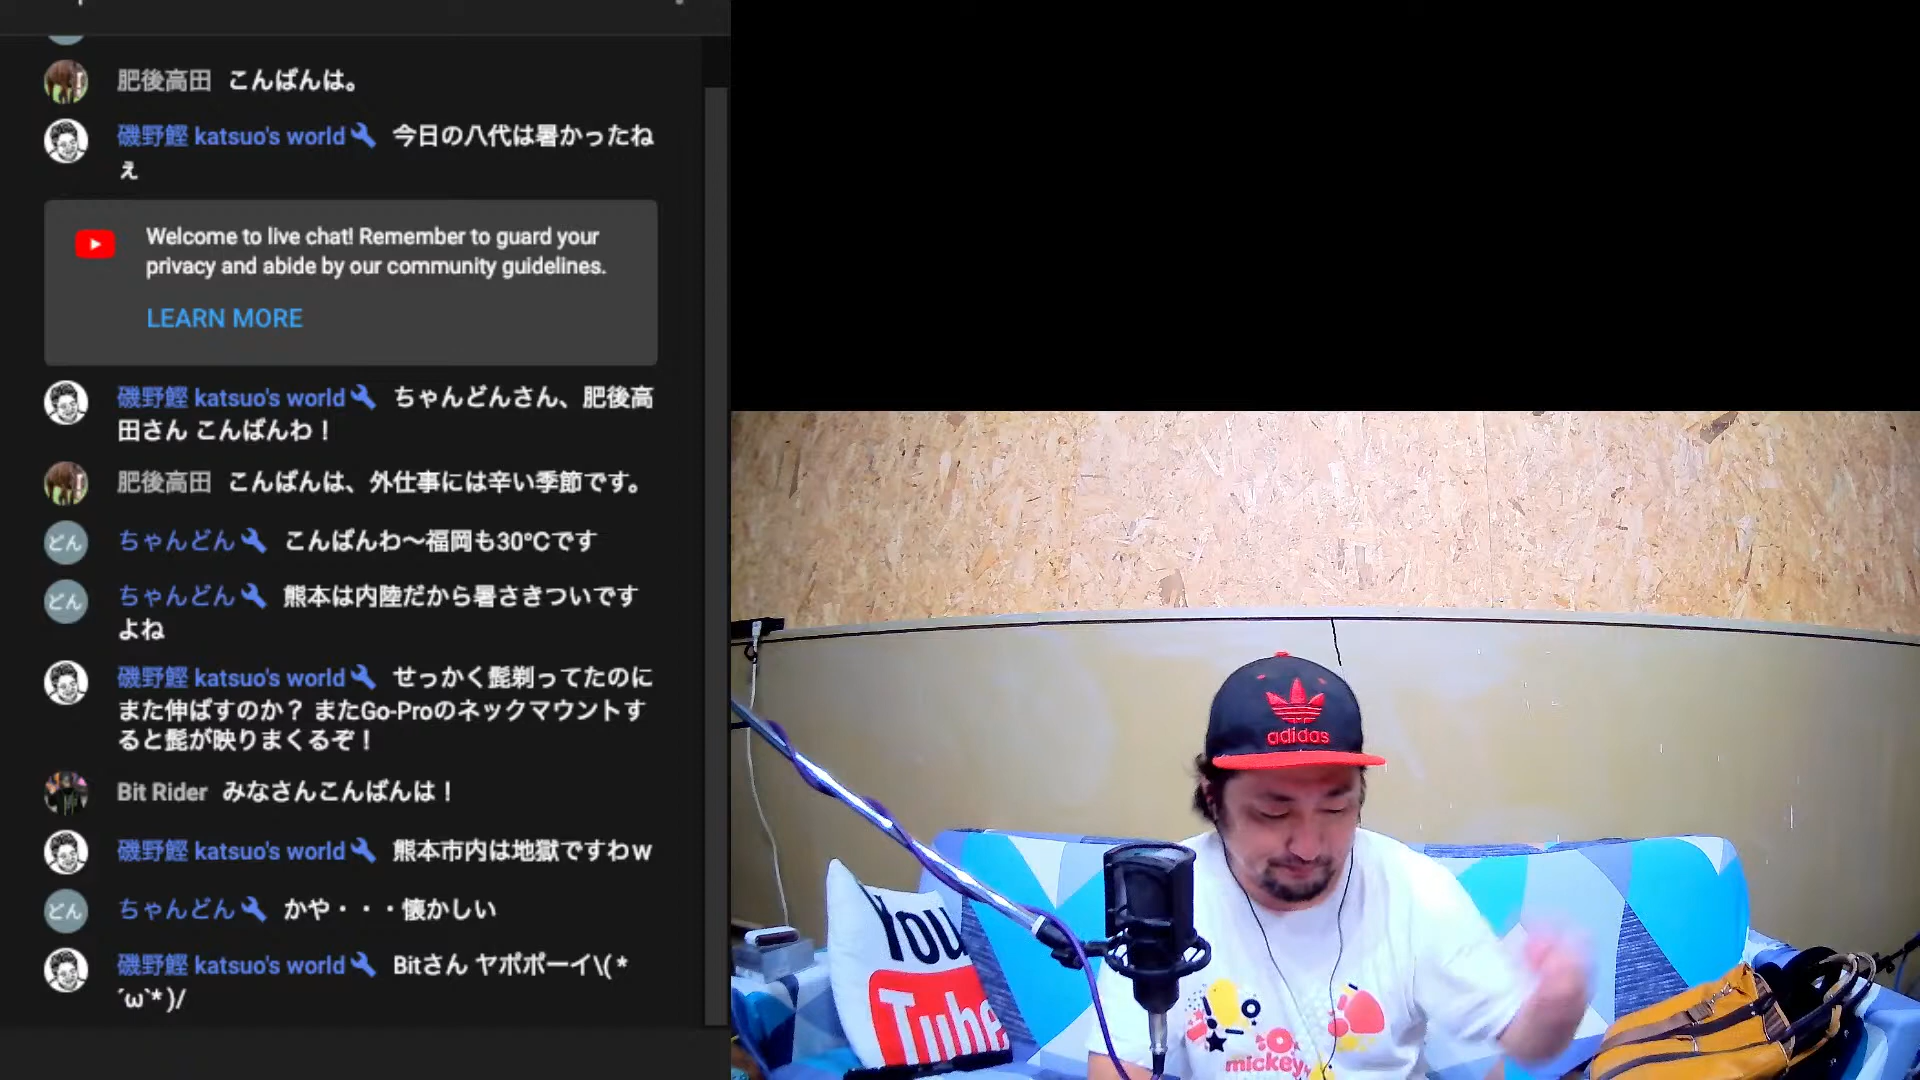 肥後高田 こんばんは。
磯野鰹 katsuo's world 今日の八代は暑かったね
ぇ
Welcome to live chat! Remember to guard your
privacy and abide by our community guidelines.
LEARN MORE
磯野鰹 katsuo's world ちゃんどんさん、肥後高
田さん こんばんわ！
肥後高田 こんばんは、外仕事には辛い季節です。
どん ちゃんどん こんばんわ〜福岡も30℃です
どん ちゃんどん 熊本は内陸だから暑さきついです
よね
磯野鰹 katsuo's world せっかく髭剃ってたのに
また伸ばすのか？ またGo-Proのネックマウントす
ると髭が映りまくるぞ！
Bit Rider みなさんこんばんは！
磯野鰹 katsuo's world 熊本市内は地獄ですわｗ
どん ちゃんどん かや・・・懐かしい
磯野鰹 katsuo's world Bitさん ヤポポーイ\( *
´ω`* )/
adidas
You
Tube
mickey